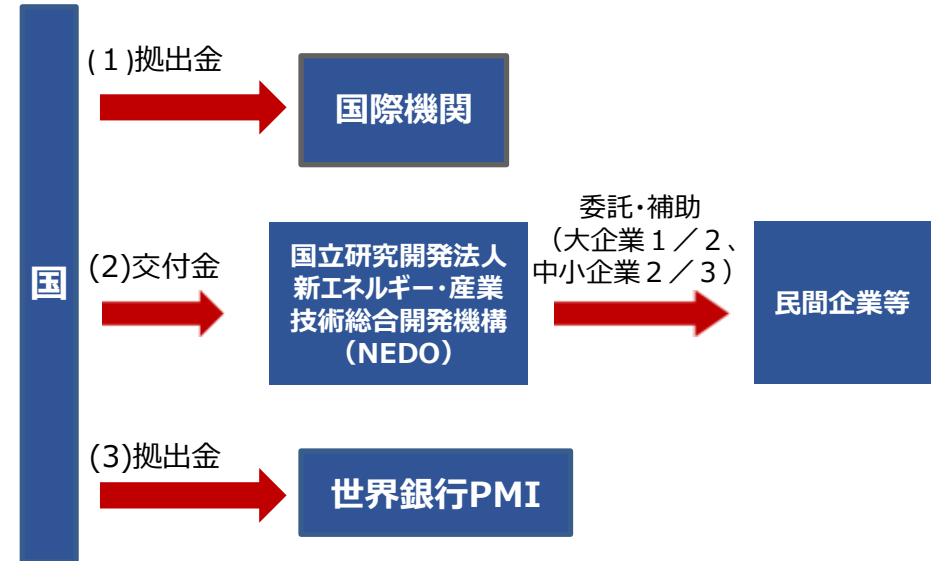 国
(１)拠出金
国際機関
(2)交付金
国立研究開発法人
新エネルギー・産業
技術総合開発機構
（NEDO）
委託・補助
（大企業１／２、
中小企業２／３）
民間企業等
(3)拠出金
世界銀行PMI